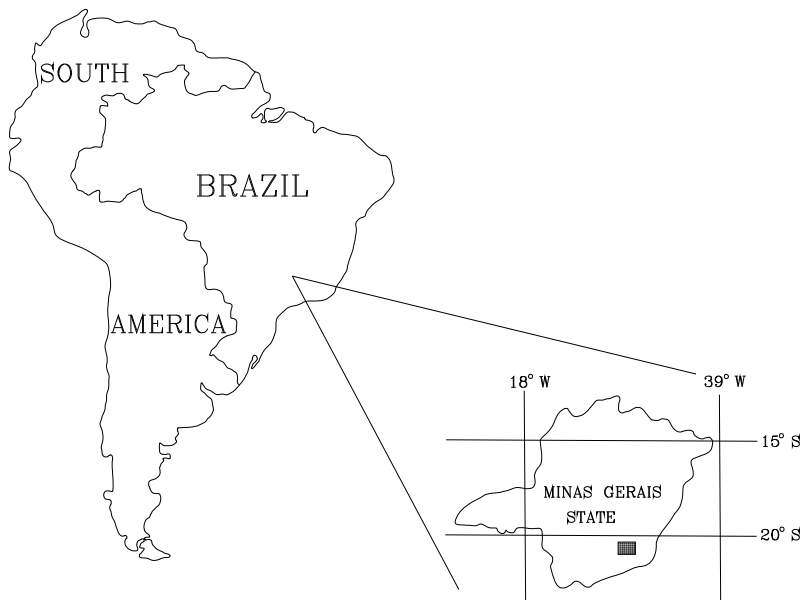 SOUTH
BRAZIL
AMERICA
18° W
39° W
15° S
MINAS GERAIS
STATE
20° S